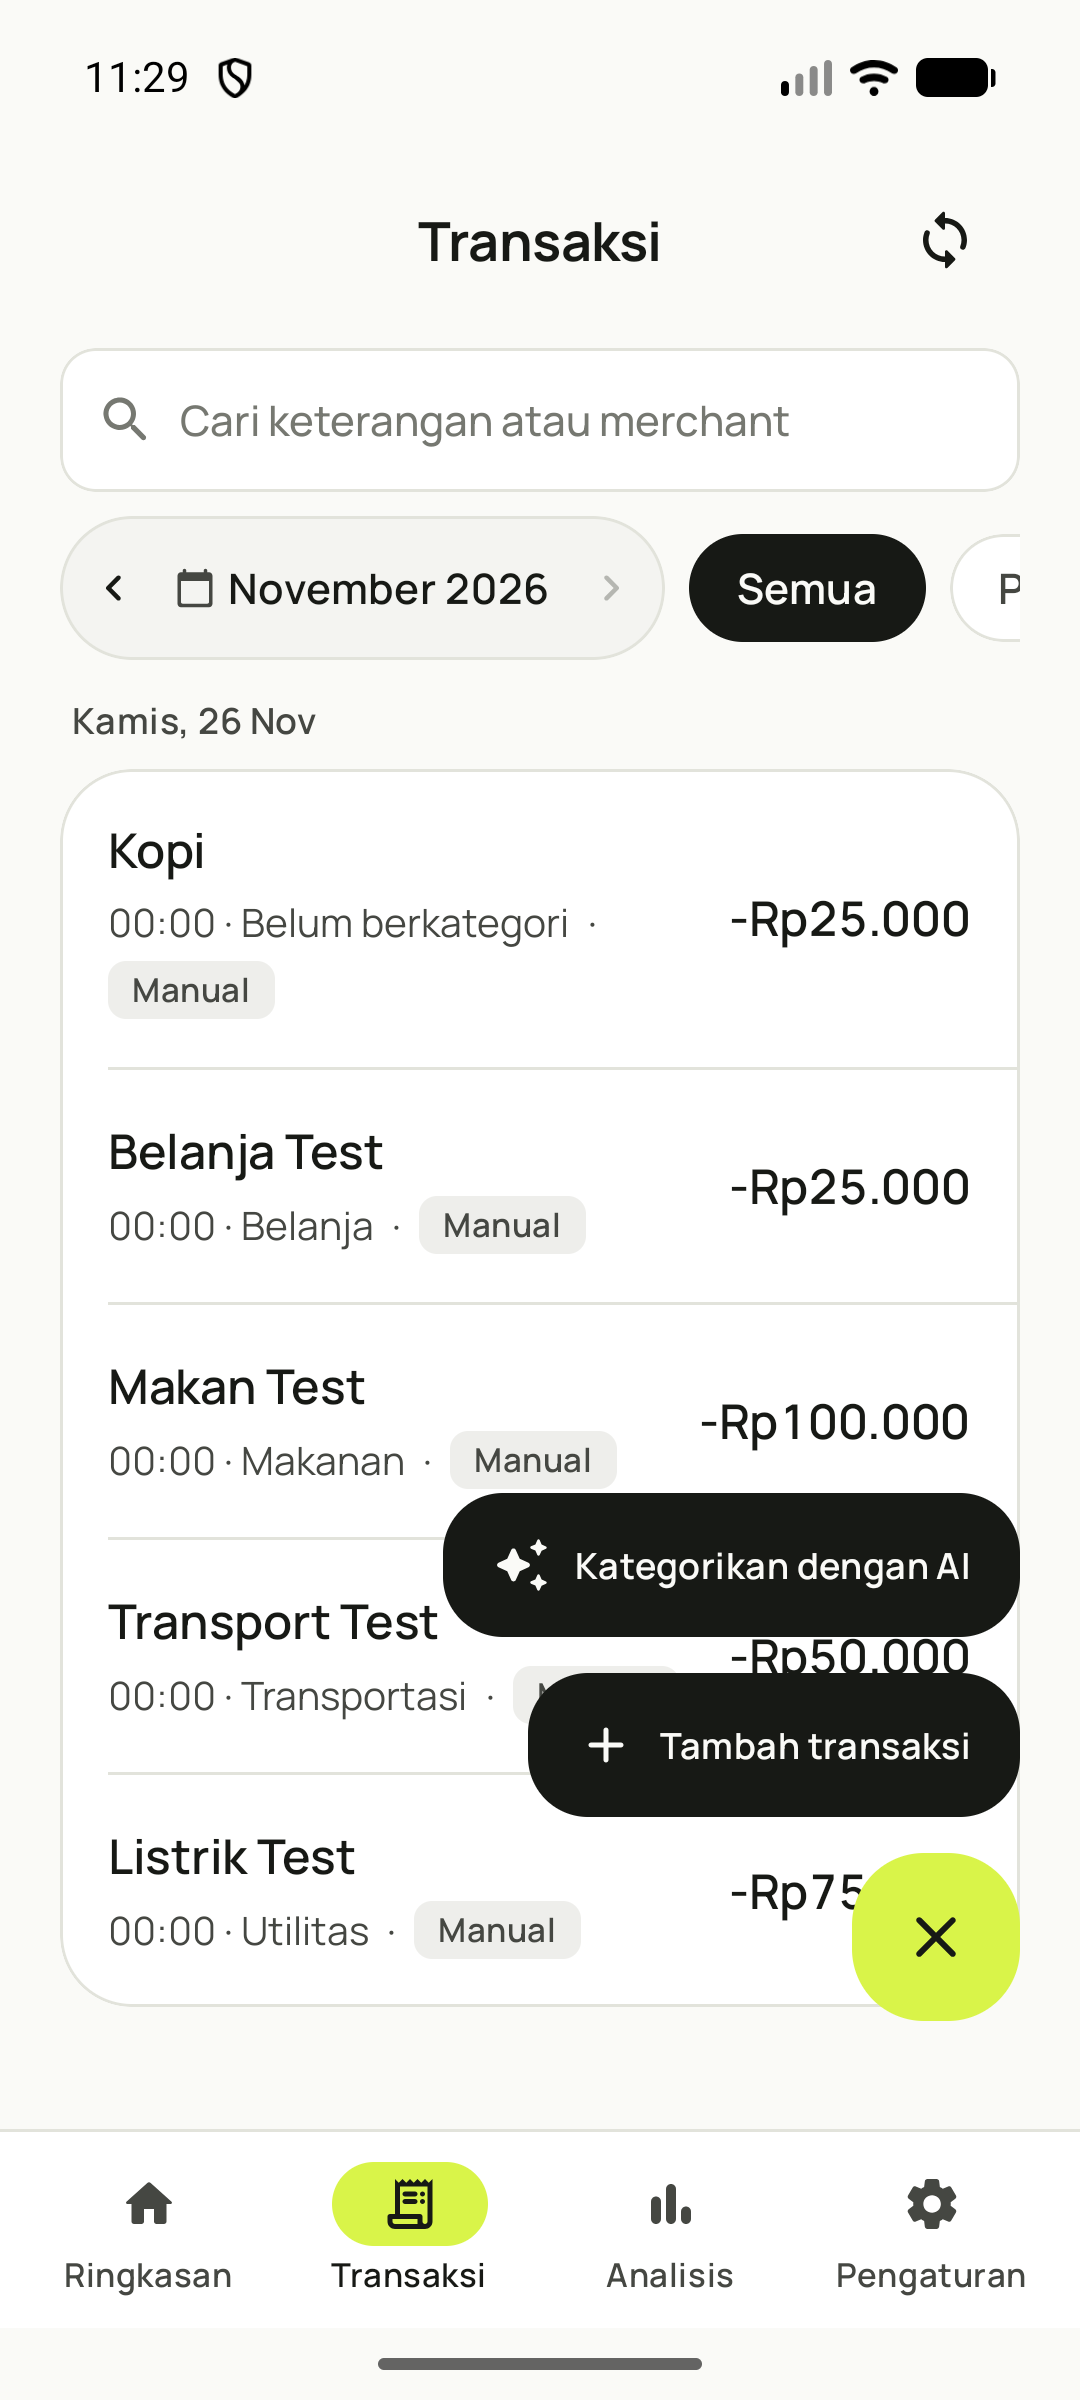 11:29
Transaksi
Cari keterangan atau merchant
November 2026
Semua
Kamis, 26 Nov
Kopi
00:00 · Belum berkategori ·
Manual
-Rp25.000
Belanja Test
00:00 · Belanja · Manual
-Rp25.000
Makan Test
00:00 · Makanan · Manual
-Rp100.000
Kategorikan dengan AI
Transport Test
00:00 · Transportasi ·
-Rp50.000
Tambah transaksi
Listrik Test
00:00 · Utilitas · Manual
-Rp75
Ringkasan
Transaksi
Analisis
Pengaturan